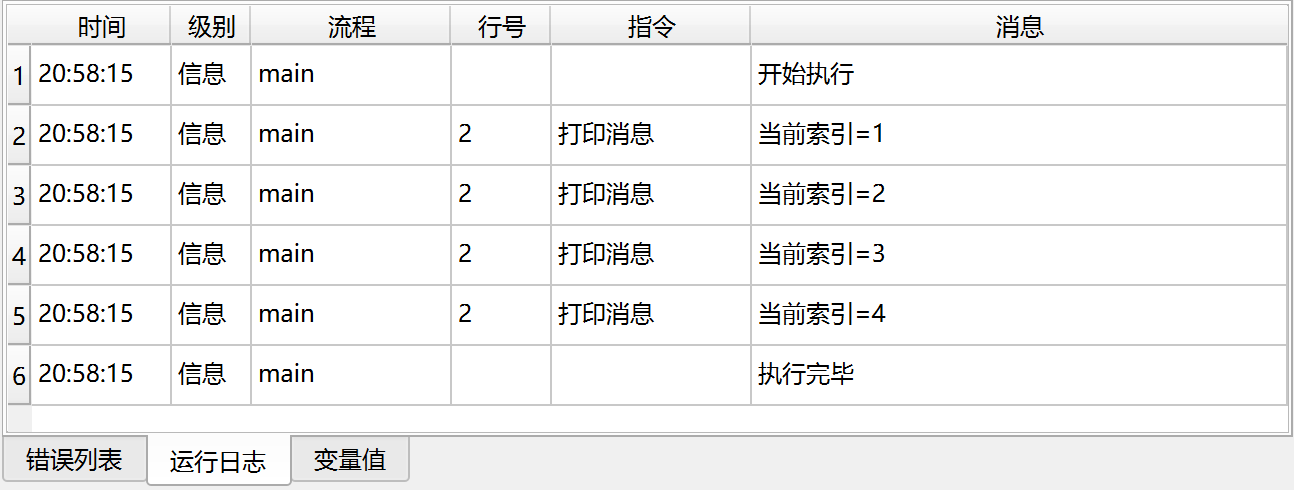 时间 级别 流程 行号 指令 消息
1 20:58:15 信息 main 开始执行
2 20:58:15 信息 main 2 打印消息 当前索引=1
3 20:58:15 信息 main 2 打印消息 当前索引=2
4 20:58:15 信息 main 2 打印消息 当前索引=3
5 20:58:15 信息 main 2 打印消息 当前索引=4
6 20:58:15 信息 main 执行完毕
错误列表 运行日志 变量值